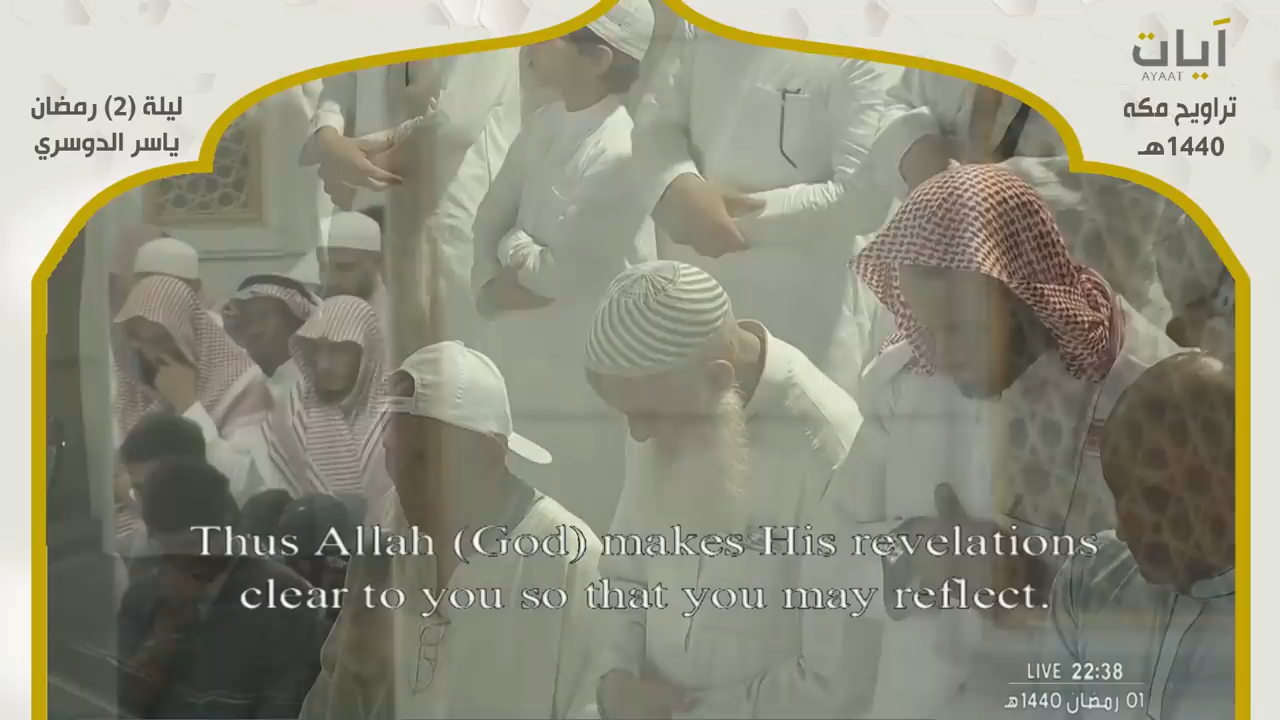 آيات
AYAAT
تراويح مكه
1440هـ
ليلة (2) رمضان
ياسر الدوسري
Thus Allah (God) makes His revelations
clear to you so that you may reflect.
LIVE 22:38
01 رمضان 1440هـ